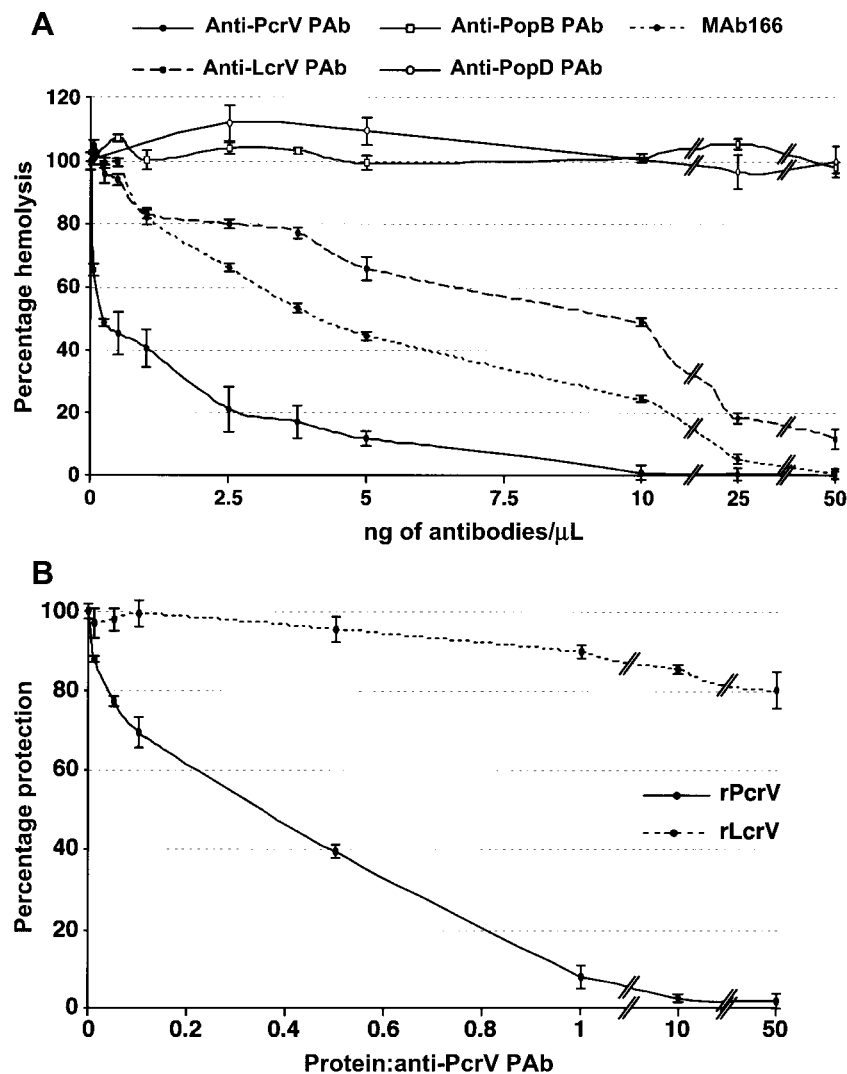 A
Anti-PcrV PAb
Anti-PopB PAb
MAb166
Anti-LcrV PAb
Anti-PopD PAb
120
100
80
60
40
20
0
Percentage hemolysis
0 2.5 5 7.5 10 25 50
ng of antibodies/μL
B
100
80
60
40
20
0
Percentage protection
rPcrV
rLcrV
0 0.2 0.4 0.6 0.8 1 10 50
Protein:anti-PcrV PAb